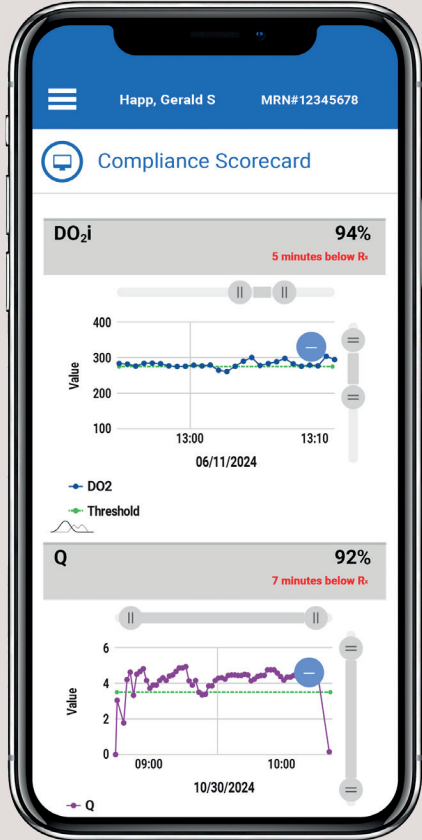 Happ, Gerald S MRN#12345678
Compliance Scorecard
DO₂i 94%
5 minutes below Rx
400
300
200
100
Value
13:00 13:10
06/11/2024
DO2
Threshold
Q 92%
7 minutes below Rx
6
4
2
0
Value
09:00 10:00
10/30/2024
Q